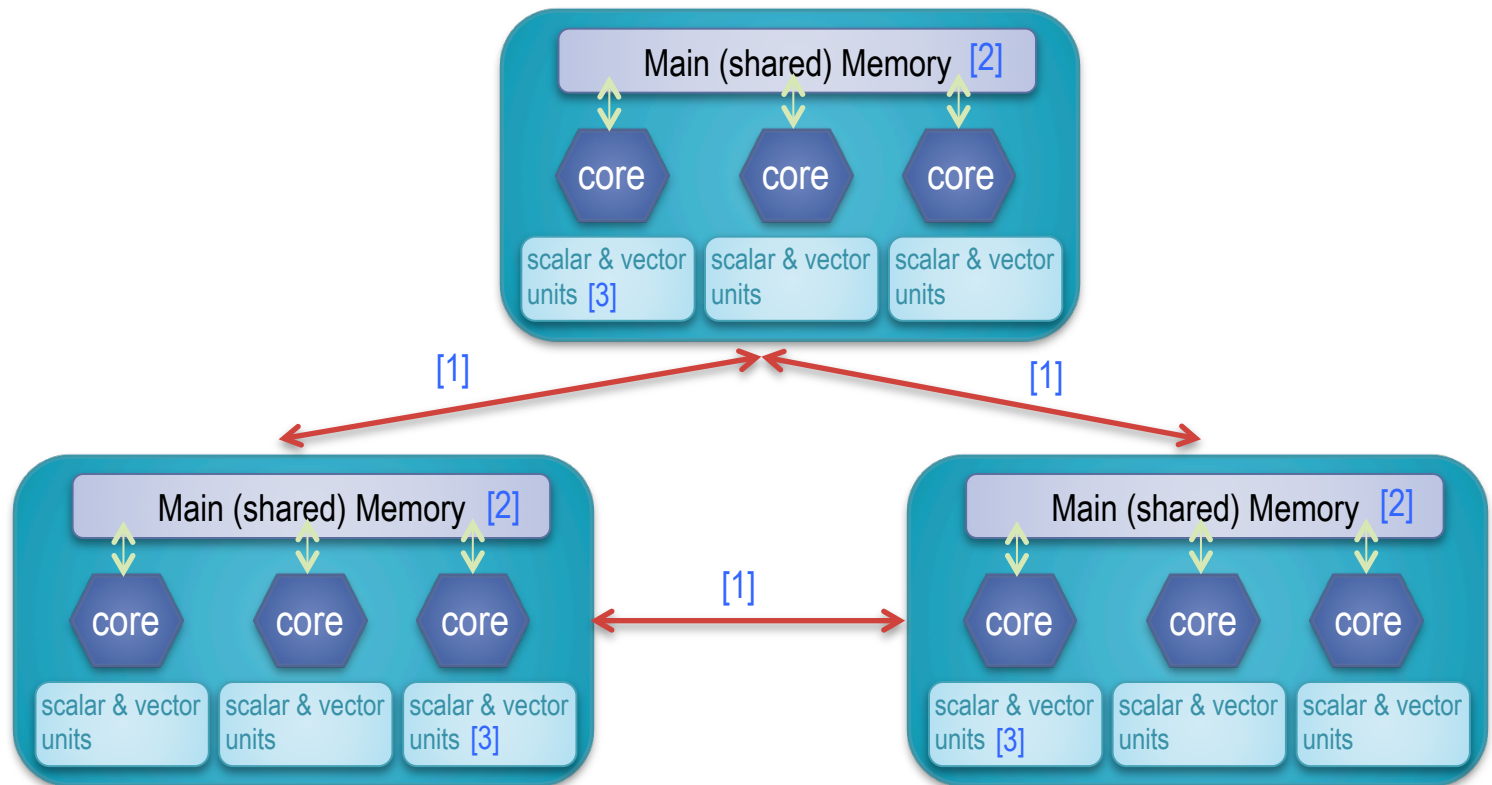 Main (shared) Memory [2]
core core core
scalar & vector scalar & vector scalar & vector
units [3] units units
[1] [1]
Main (shared) Memory [2] Main (shared) Memory [2]
[1]
core core core core core core
scalar & vector scalar & vector scalar & vector scalar & vector scalar & vector scalar & vector
units units units [3] units [3] units units